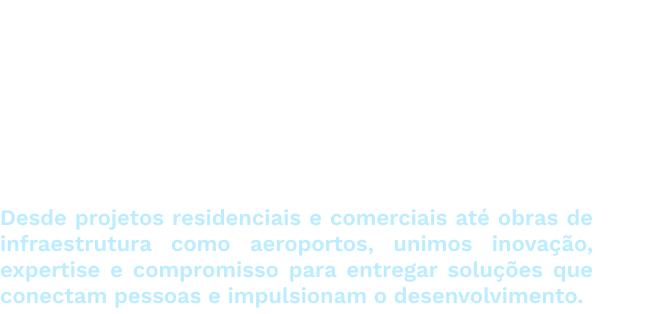 Desde projetos residenciais e comerciais até obras de
infraestrutura como aeroportos, unimos inovação,
expertise e compromisso para entregar soluções que
conectam pessoas e impulsionam o desenvolvimento.